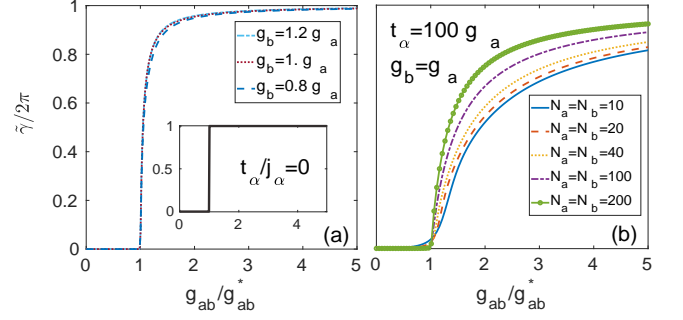 γ̃/2π
1
0.8
0.6
0.4
0.2
0
0 1 2 3 4 5
g_ab/g*_ab
g_b=1.2 g_a
g_b=1. g_a
g_b=0.8 g_a
1
0.5
0
0 2 4
t_α/j_α=0
(a)
t_α=100 g_a
g_b=g_a
N_a=N_b=10
N_a=N_b=20
N_a=N_b=40
N_a=N_b=100
N_a=N_b=200
(b)
0 1 2 3 4 5
g_ab/g*_ab